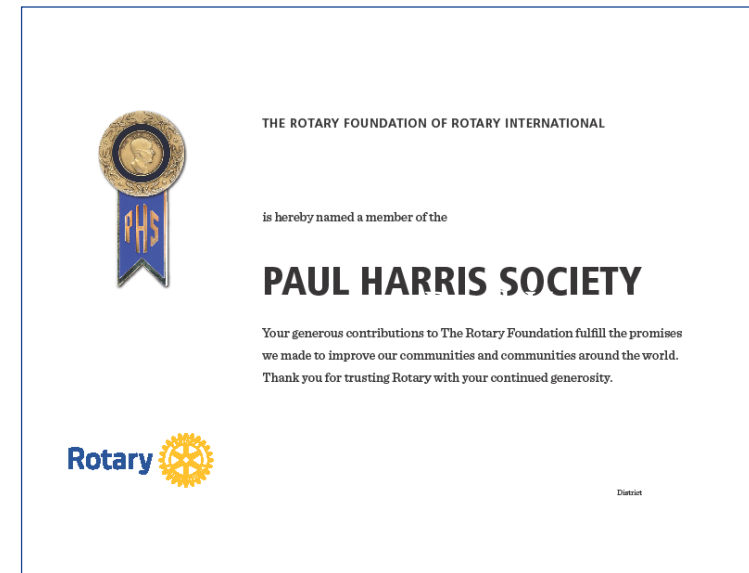 THE ROTARY FOUNDATION OF ROTARY INTERNATIONAL
PHS
is hereby named a member of the
PAUL HARRIS SOCIETY
Your generous contributions to The Rotary Foundation fulfill the promises
we made to improve our communities and communities around the world.
Thank you for trusting Rotary with your continued generosity.
Rotary
District